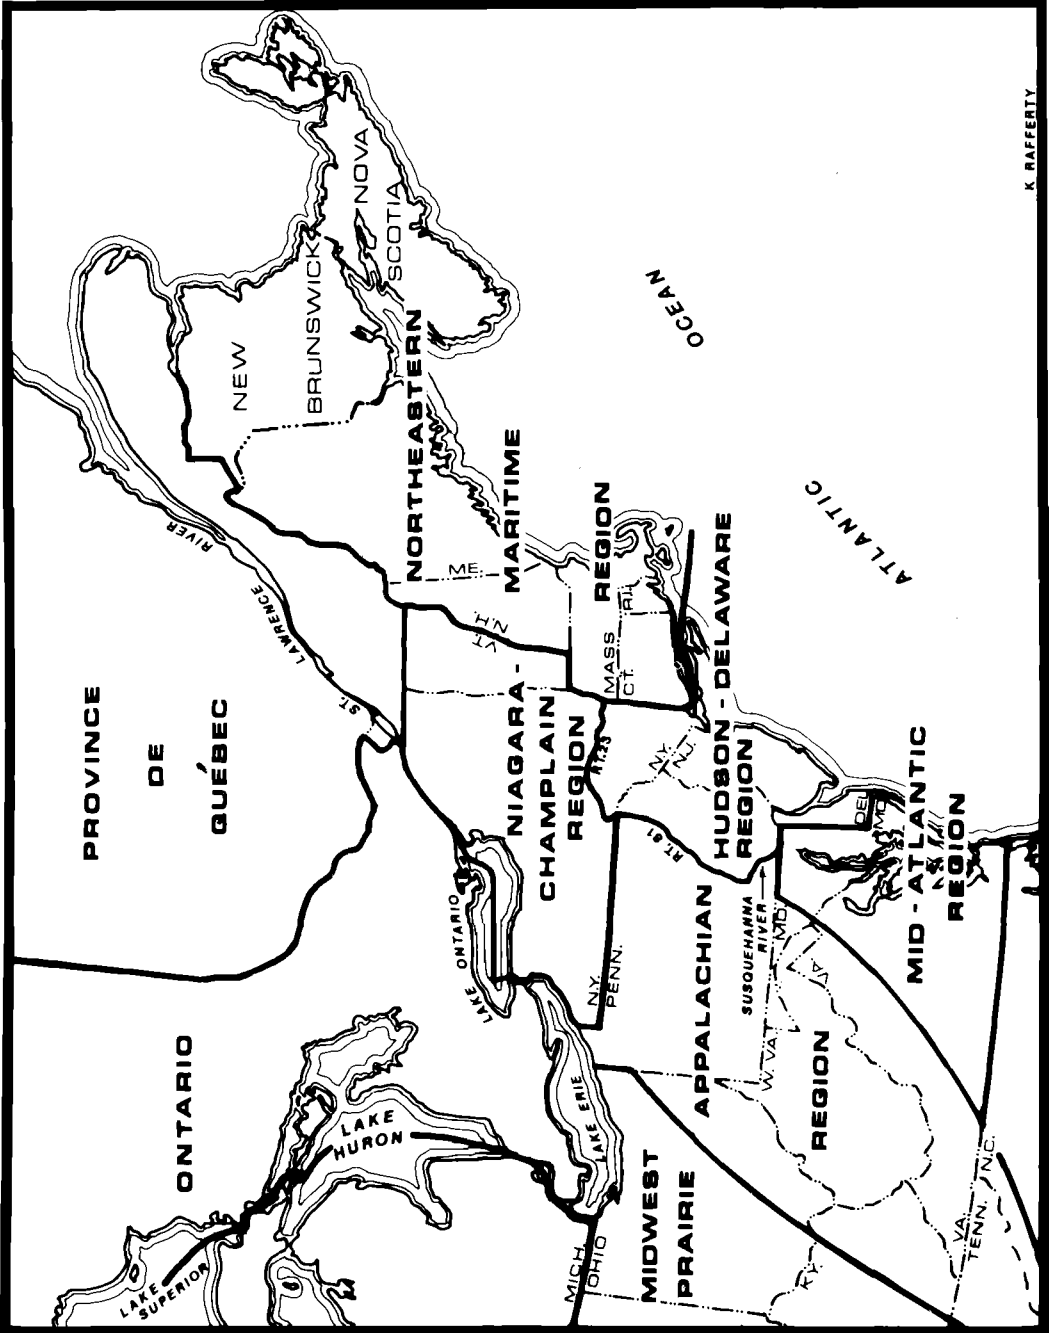 PROVINCE
DE
QUÉBEC
ONTARIO
ST.
LAWRENCE
RIVER
NEW
BRUNSWICK
NOVA
SCOTIA
NORTHEASTERN
MARITIME
REGION
ME.
VT.
N.H.
MASS
CT.
R.I.
NIAGARA -
CHAMPLAIN
REGION
RT. 23
LAKE ONTARIO
LAKE
LAKE ERIE
LAKE
HURON
LAKE
SUPERIOR
N.Y.
PENN.
N.Y.
N.J.
RT. 81
HUDSON - DELAWARE
REGION
SUSQUEHANNA
RIVER
DEL
MD.
MD.
VA.
W. VA.
APPALACHIAN
REGION
MID - ATLANTIC
REGION
MIDWEST
PRAIRIE
MICH.
OHIO
KY.
VA.
TENN.
N.C.
ATLANTIC
OCEAN
K RAFFERTY